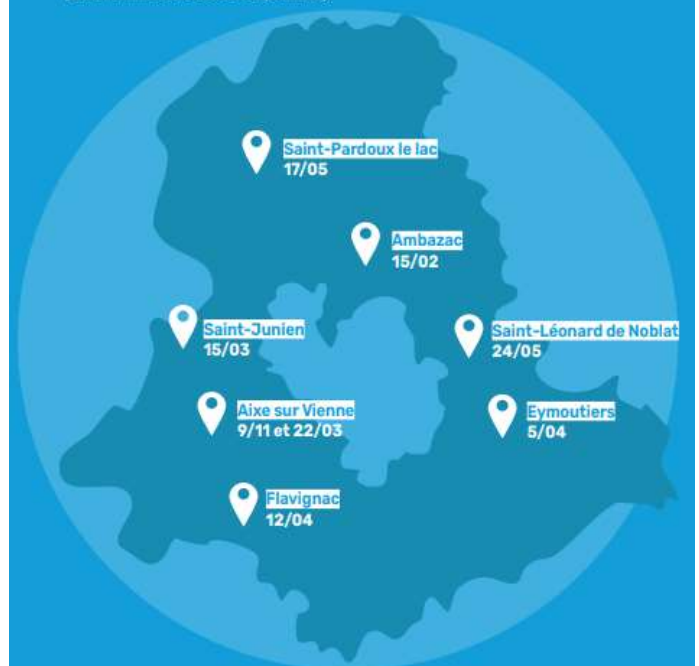 Saint-Pardoux le lac
17/05
Ambazac
15/02
Saint-Junien
15/03
Saint-Léonard de Noblat
24/05
Aixe sur Vienne
9/11 et 22/03
Eymoutiers
5/04
Flavignac
12/04